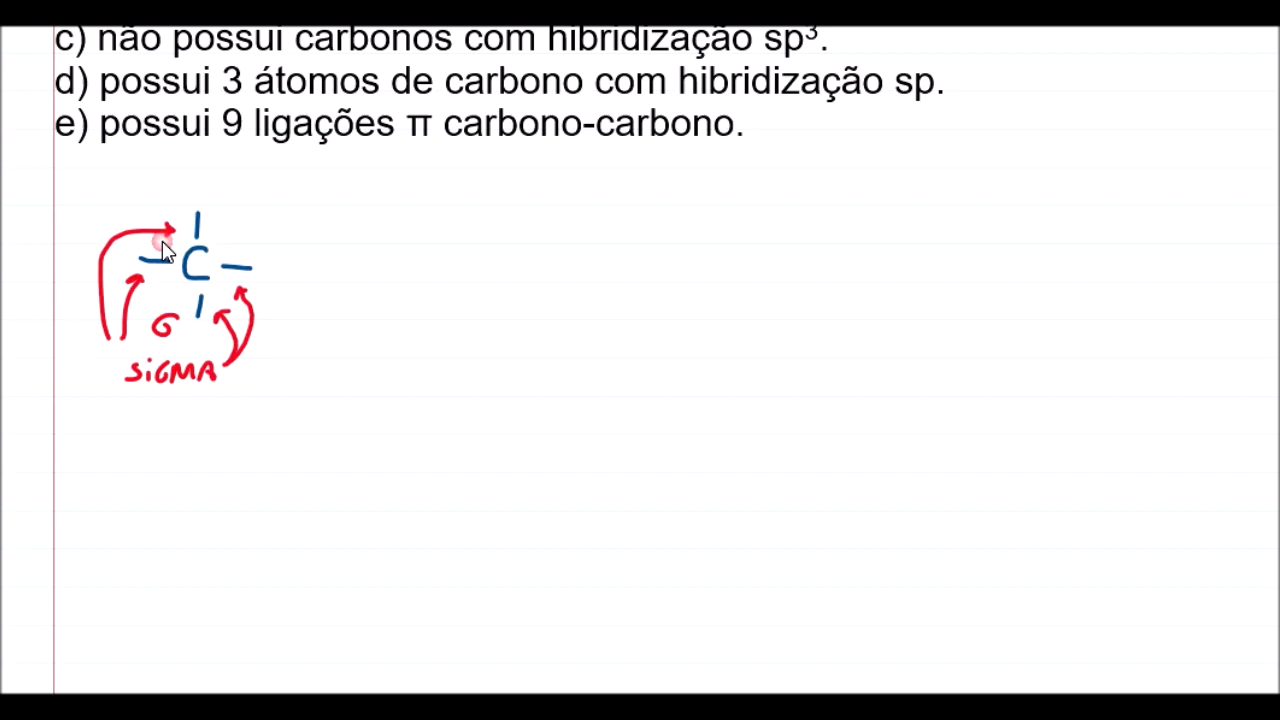 c) não possui carbonos com hibridização sp³.
d) possui 3 átomos de carbono com hibridização sp.
e) possui 9 ligações π carbono-carbono.
C
σ
SiGMA